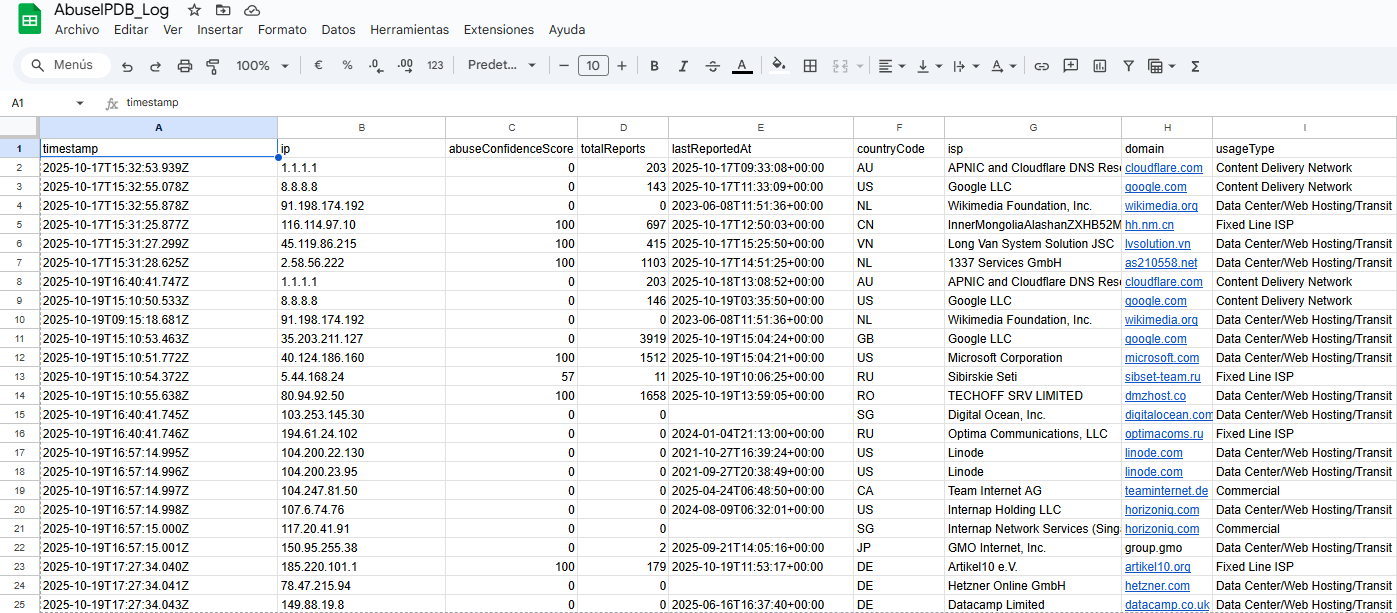 AbuseIPDB_Log
Archivo Editar Ver Insertar Formato Datos Herramientas Extensiones Ayuda
Menús 100% € % .0 .00 123 Predet... − 10 + B I A A Σ
A1 fx timestamp
A B C D E F G H I
1 timestamp ip abuseConfidenceScore totalReports lastReportedAt countryCode isp domain usageType
2 2025-10-17T15:32:53.939Z 1.1.1.1 0 203 2025-10-17T09:33:08+00:00 AU APNIC and Cloudflare DNS Res cloudflare.com Content Delivery Network
3 2025-10-17T15:32:55.078Z 8.8.8.8 0 143 2025-10-17T11:33:09+00:00 US Google LLC google.com Content Delivery Network
4 2025-10-17T15:32:55.878Z 91.198.174.192 0 0 2023-06-08T11:51:36+00:00 NL Wikimedia Foundation, Inc. wikimedia.org Data Center/Web Hosting/Transit
5 2025-10-17T15:31:25.877Z 116.114.97.10 100 697 2025-10-17T12:50:03+00:00 CN InnerMongoliaAlashanZXHB52M hh.nm.cn Fixed Line ISP
6 2025-10-17T15:31:27.299Z 45.119.86.215 100 415 2025-10-17T15:25:50+00:00 VN Long Van System Solution JSC lvsolution.vn Data Center/Web Hosting/Transit
7 2025-10-17T15:31:28.625Z 2.58.56.222 100 1103 2025-10-17T14:51:25+00:00 NL 1337 Services GmbH as210558.net Data Center/Web Hosting/Transit
8 2025-10-19T16:40:41.747Z 1.1.1.1 0 203 2025-10-18T13:08:52+00:00 AU APNIC and Cloudflare DNS Res cloudflare.com Content Delivery Network
9 2025-10-19T15:10:50.533Z 8.8.8.8 0 146 2025-10-19T03:35:50+00:00 US Google LLC google.com Content Delivery Network
10 2025-10-19T09:15:18.681Z 91.198.174.192 0 0 2023-06-08T11:51:36+00:00 NL Wikimedia Foundation, Inc. wikimedia.org Data Center/Web Hosting/Transit
11 2025-10-19T15:10:53.463Z 35.203.211.127 0 3919 2025-10-19T15:04:24+00:00 GB Google LLC google.com Data Center/Web Hosting/Transit
12 2025-10-19T15:10:51.772Z 40.124.186.160 100 1512 2025-10-19T15:04:21+00:00 US Microsoft Corporation microsoft.com Data Center/Web Hosting/Transit
13 2025-10-19T15:10:54.372Z 5.44.168.24 57 11 2025-10-19T10:06:25+00:00 RU Sibirskie Seti sibset-team.ru Fixed Line ISP
14 2025-10-19T15:10:55.638Z 80.94.92.50 100 1658 2025-10-19T13:59:05+00:00 RO TECHOFF SRV LIMITED dmzhost.co Data Center/Web Hosting/Transit
15 2025-10-19T16:40:41.745Z 103.253.145.30 0 0 SG Digital Ocean, Inc. digitalocean.com Data Center/Web Hosting/Transit
16 2025-10-19T16:40:41.746Z 194.61.24.102 0 0 2024-01-04T21:13:00+00:00 RU Optima Communications, LLC optimacoms.ru Fixed Line ISP
17 2025-10-19T16:57:14.995Z 104.200.22.130 0 0 2021-10-27T16:39:24+00:00 US Linode linode.com Data Center/Web Hosting/Transit
18 2025-10-19T16:57:14.996Z 104.200.23.95 0 0 2021-09-27T20:38:49+00:00 US Linode linode.com Data Center/Web Hosting/Transit
19 2025-10-19T16:57:14.997Z 104.247.81.50 0 0 2025-04-24T06:48:50+00:00 CA Team Internet AG teaminternet.de Commercial
20 2025-10-19T16:57:14.998Z 107.6.74.76 0 0 2024-08-09T06:32:01+00:00 US Internap Holding LLC horizoniq.com Data Center/Web Hosting/Transit
21 2025-10-19T16:57:15.000Z 117.20.41.91 0 0 SG Internap Network Services (Sing horizoniq.com Commercial
22 2025-10-19T16:57:15.001Z 150.95.255.38 0 2 2025-09-21T14:05:16+00:00 JP GMO Internet, Inc. group.gmo Data Center/Web Hosting/Transit
23 2025-10-19T17:27:34.040Z 185.220.101.1 100 179 2025-10-19T11:53:17+00:00 DE Artikel10 e.V. artikel10.org Fixed Line ISP
24 2025-10-19T17:27:34.041Z 78.47.215.94 0 0 DE Hetzner Online GmbH hetzner.com Data Center/Web Hosting/Transit
25 2025-10-19T17:27:34.043Z 149.88.19.8 0 0 2025-06-16T16:37:40+00:00 DE Datacamp Limited datacamp.co.uk Data Center/Web Hosting/Transit